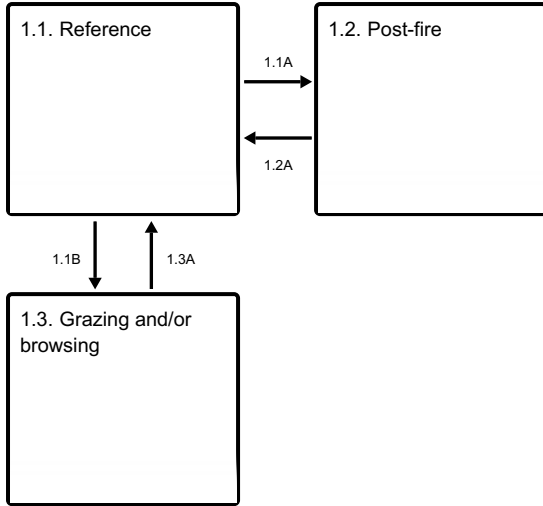 1.1. Reference
1.2. Post-fire
1.1A
1.2A
1.1B
1.3A
1.3. Grazing and/or
browsing